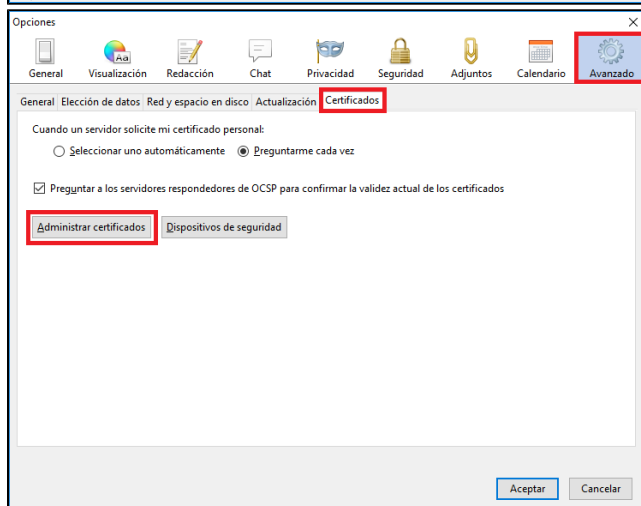 Opciones
General Visualización Redacción Chat Privacidad Seguridad Adjuntos Calendario Avanzado
General Elección de datos Red y espacio en disco Actualización Certificados
Cuando un servidor solicite mi certificado personal:
Seleccionar uno automáticamente Preguntarme cada vez
Preguntar a los servidores respondedores de OCSP para confirmar la validez actual de los certificados
Administrar certificados Dispositivos de seguridad
Aceptar Cancelar